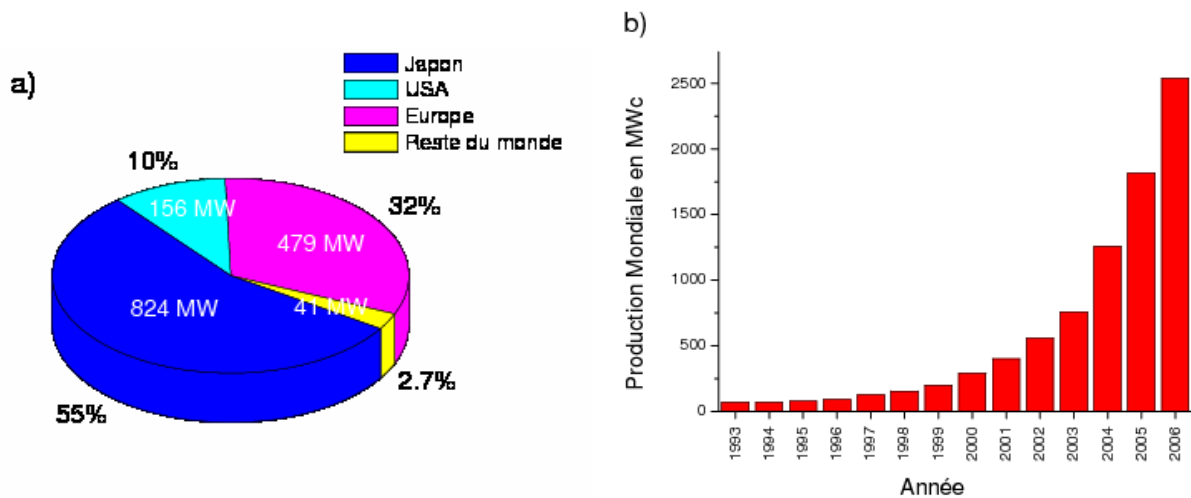 a)
Japon
USA
Europe
Reste du monde
10%
156 MW
32%
479 MW
824 MW
41 MW
2.7%
55%
b)
Production Mondiale en MWc
2500
2000
1500
1000
500
0
1993 1994 1995 1996 1997 1998 1999 2000 2001 2002 2003 2004 2005 2006
Année